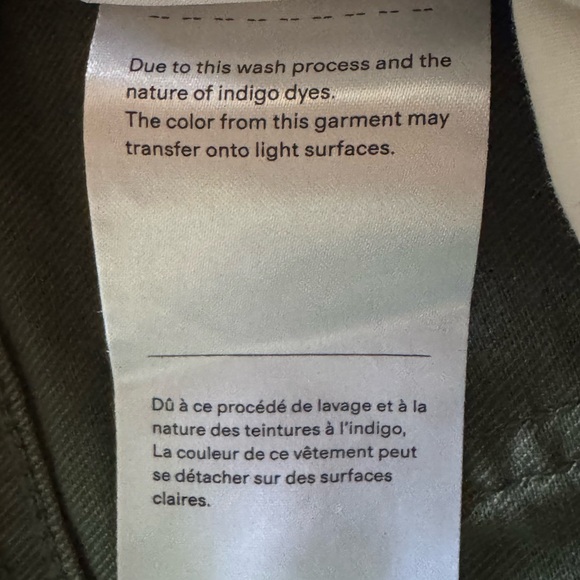 Due to this wash process and the
nature of indigo dyes.
The color from this garment may
transfer onto light surfaces.
Dû à ce procédé de lavage et à la
nature des teintures à l'indigo,
La couleur de ce vêtement peut
se détacher sur des surfaces
claires.